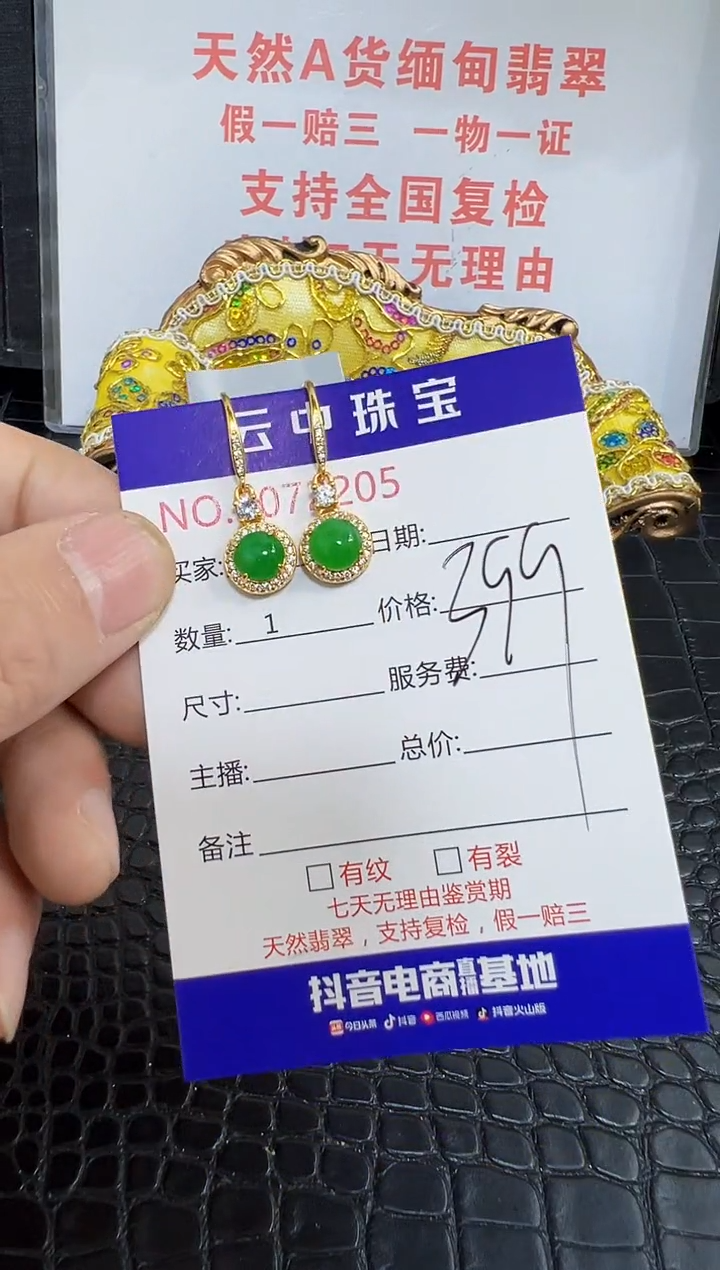 天然A货缅甸翡翠
假一赔三 一物一证
支持全国复检
无理由
云中珠宝
NO. 07 205
买家: 日期:
数量: 1 价格: 399
尺寸: 服务费:
主播: 总价:
备注
有纹 有裂
七天无理由鉴赏期
天然翡翠，支持复检，假一赔三
抖音电商直播基地
今日头条 抖音 西瓜视频 抖音火山版